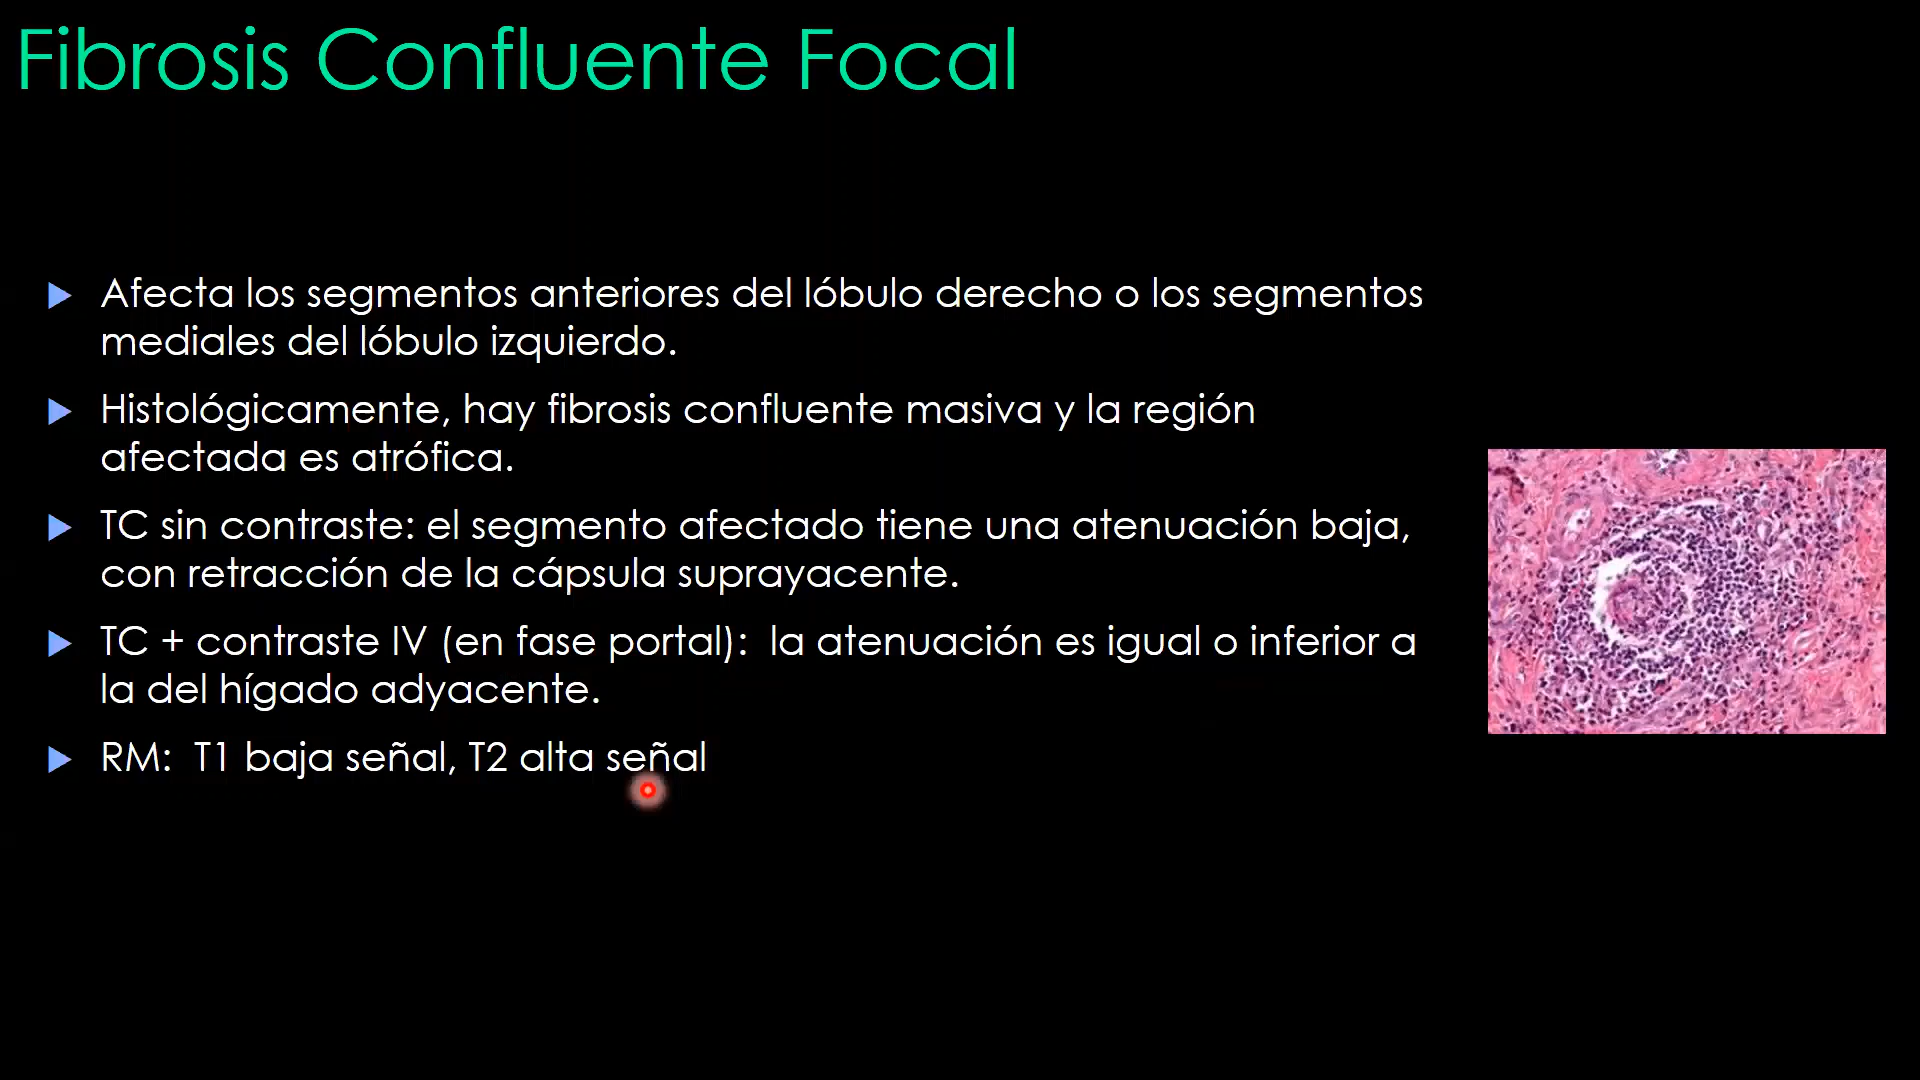 Fibrosis Confluente Focal
Afecta los segmentos anteriores del lóbulo derecho o los segmentos
mediales del lóbulo izquierdo.
Histológicamente, hay fibrosis confluente masiva y la región
afectada es atrófica.
TC sin contraste: el segmento afectado tiene una atenuación baja,
con retracción de la cápsula suprayacente.
TC + contraste IV (en fase portal): la atenuación es igual o inferior a
la del hígado adyacente.
RM: T1 baja señal, T2 alta señal